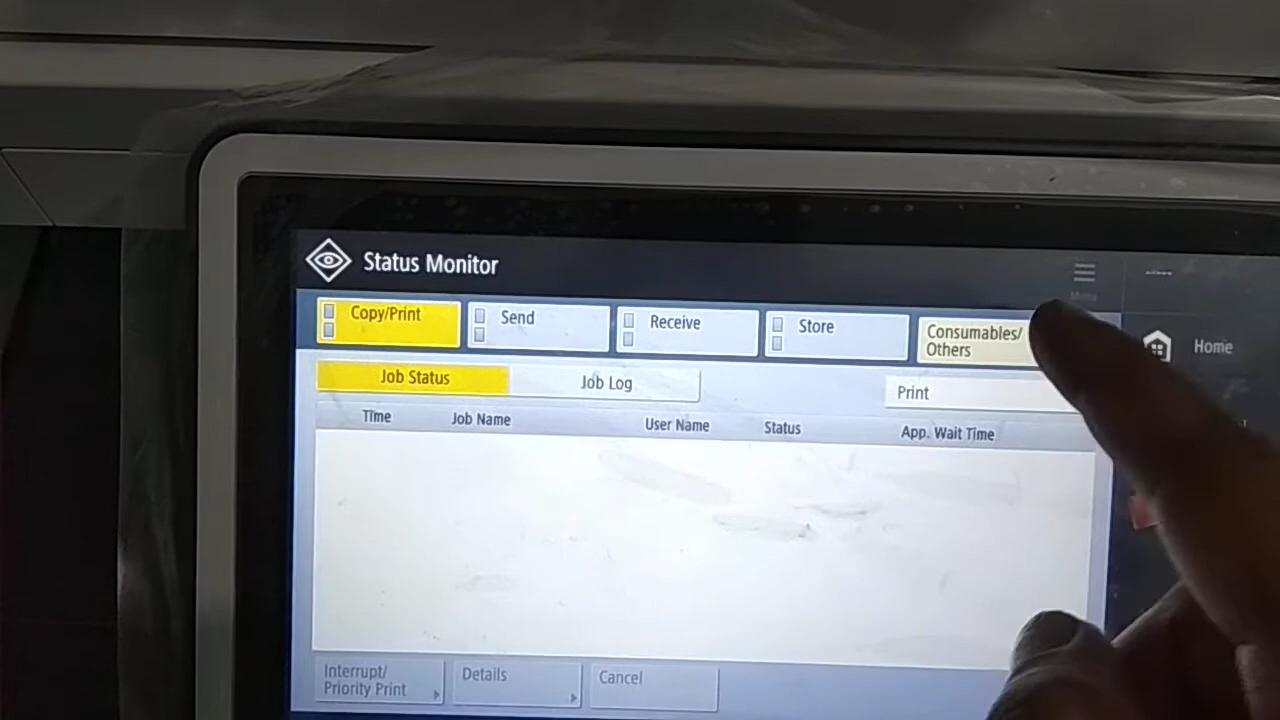 Status Monitor
Copy/Print
Send
Receive
Store
Consumables/
Others
Home
Job Status
Job Log
Print
Time
Job Name
User Name
Status
App. Wait Time
Interrupt/
Priority Print
Details
Cancel